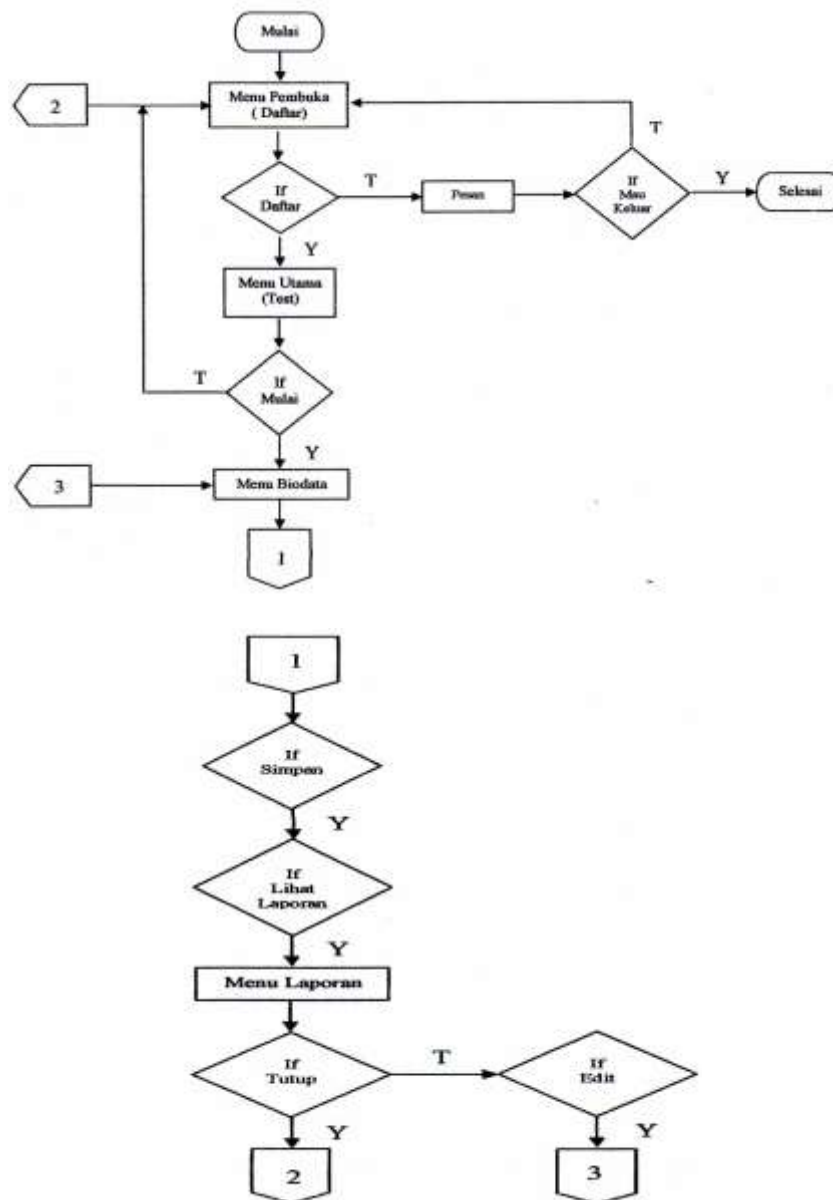 Mulai
2
Menu Pembuka
( Daftar)
T
If
Daftar
T
Pesan
If
Mau
Keluar
Y
Selesai
Y
Menu Utama
(Test)
T
If
Mulai
Y
3
Menu Biodata
1
1
If
Simpan
Y
If
Lihat
Laporan
Y
Menu Laporan
If
Tutup
T
If
Edit
Y
Y
2
3